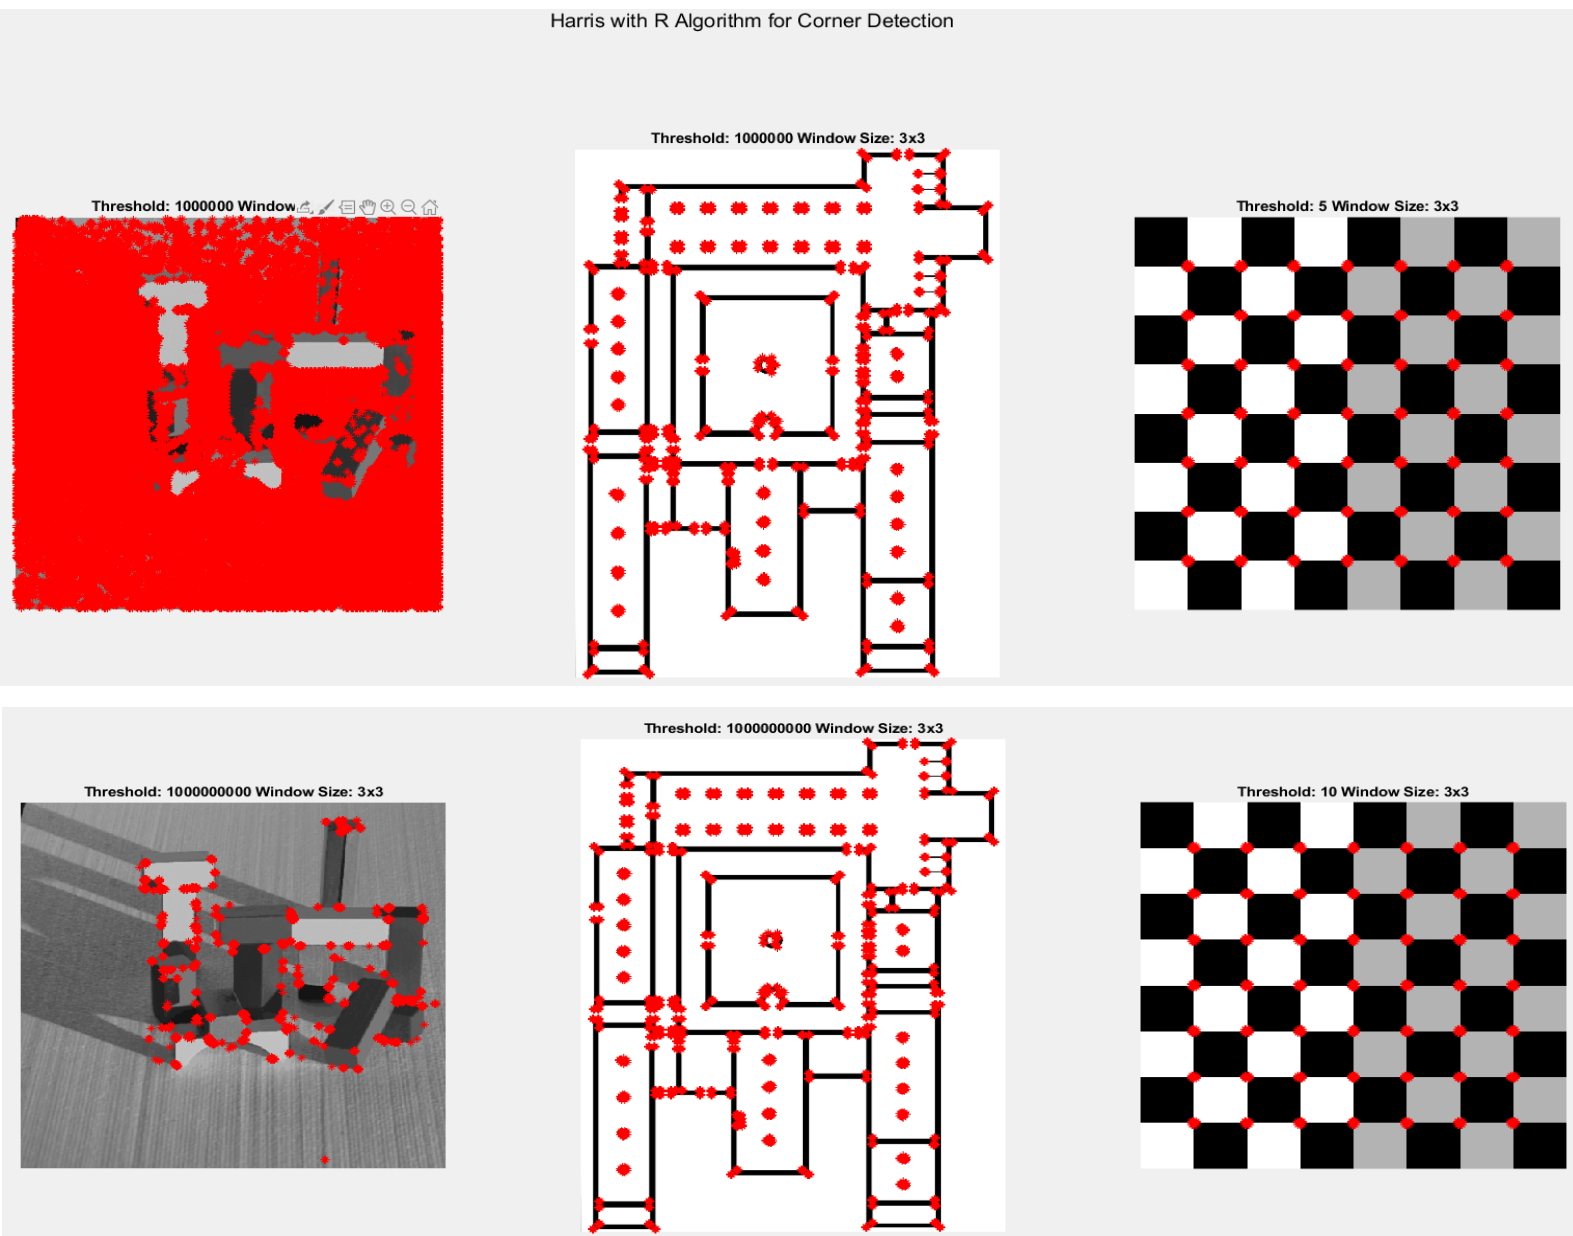 Harris with R Algorithm for Corner Detection
Threshold: 1000000 Window Size: 3x3
Threshold: 1000000 Window
Threshold: 5 Window Size: 3x3
Threshold: 1000000000 Window Size: 3x3
Threshold: 1000000000 Window Size: 3x3
Threshold: 10 Window Size: 3x3